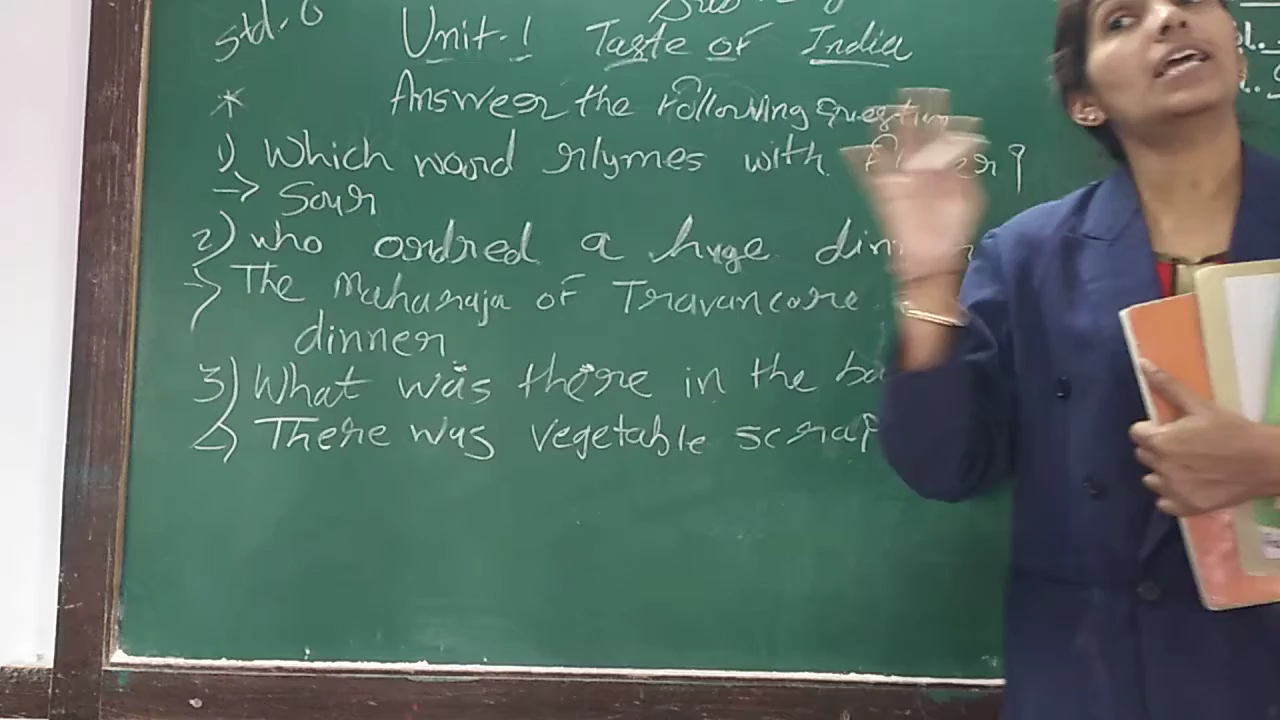 std. 6
Unit. 1 Taste of India
* Answer the Following question
1) Which word rhymes with
-> Sour
2) who ordred a huge
-> The Maharaja of Travancore
dinner
3) What was there in the
-> There was vegetable scrap